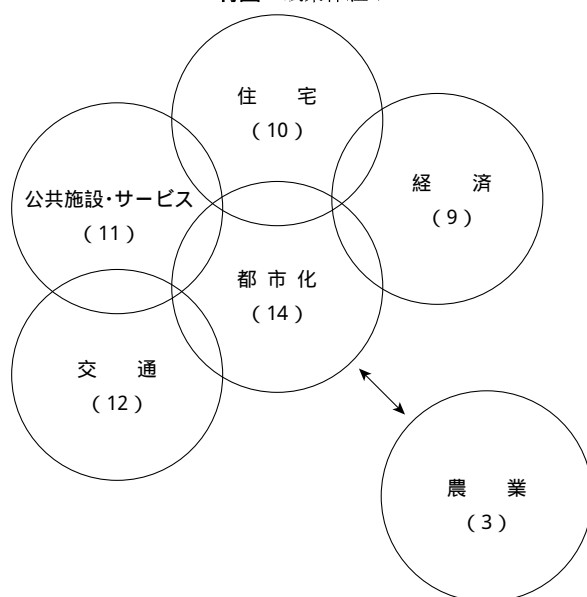 住　宅
（10）
経　済
（9）
公共施設・サービス
（11）
都 市 化
（14）
交　通
（12）
農　業
（3）